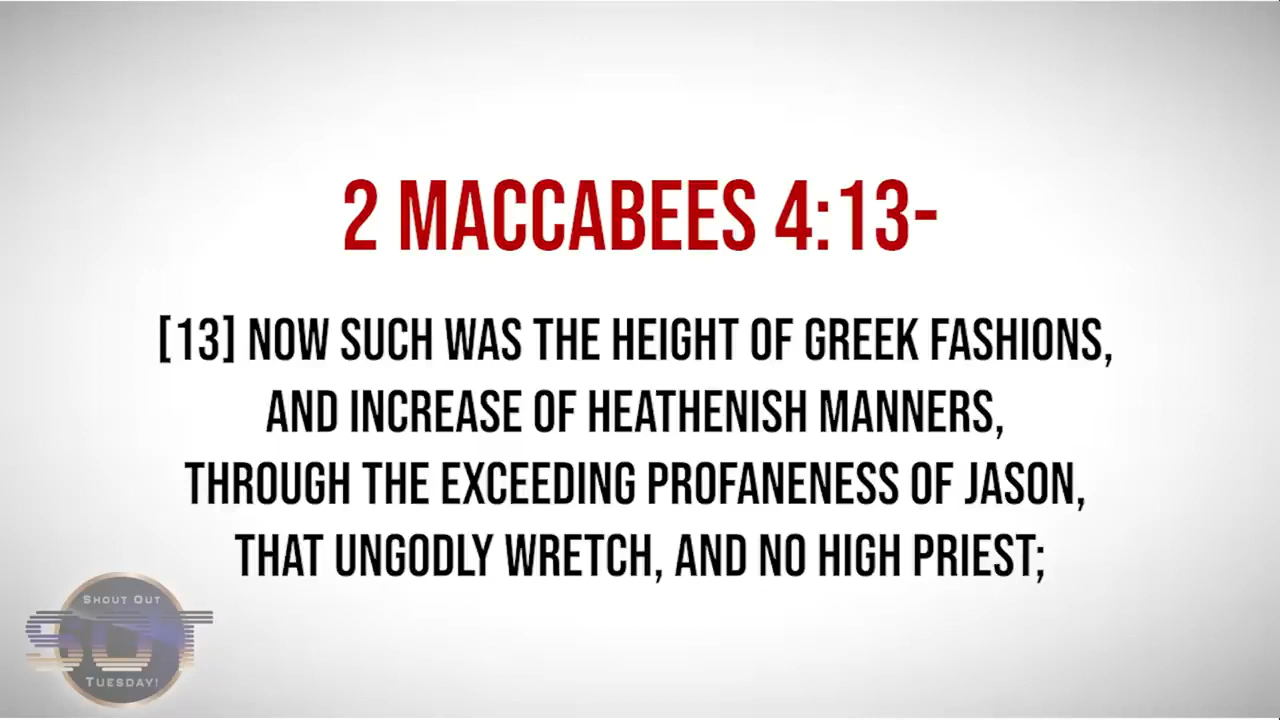 2 MACCABEES 4:13-
[13] NOW SUCH WAS THE HEIGHT OF GREEK FASHIONS,
AND INCREASE OF HEATHENISH MANNERS,
THROUGH THE EXCEEDING PROFANENESS OF JASON,
THAT UNGODLY WRETCH, AND NO HIGH PRIEST;
SHOUT OUT
SOT
TUESDAY!